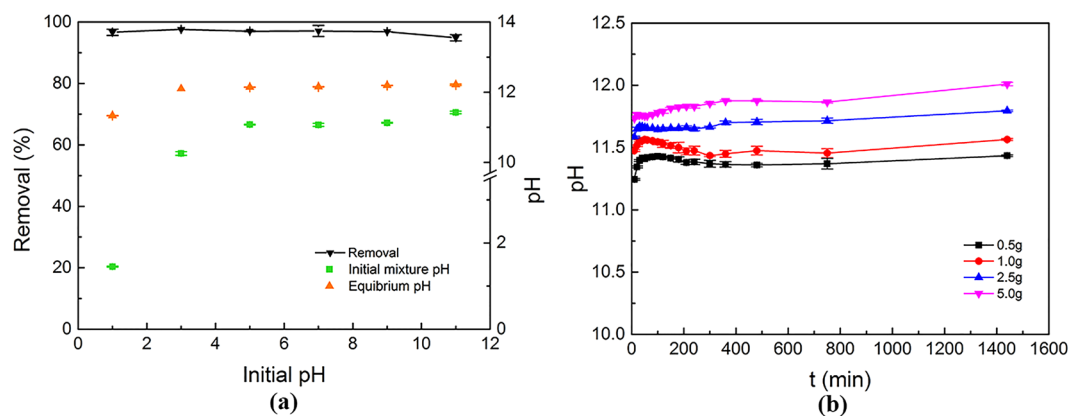 (a)
100
80
60
40
20
0
Removal (%)
14
12
10
2
0
pH
Removal
Initial mixture pH
Equibrium pH
0 2 4 6 8 10 12
Initial pH
(a)
(b)
12.5
12.0
11.5
11.0
10.0
pH
0.5g
1.0g
2.5g
5.0g
0 200 400 600 800 1000 1200 1400 1600
t (min)
(b)